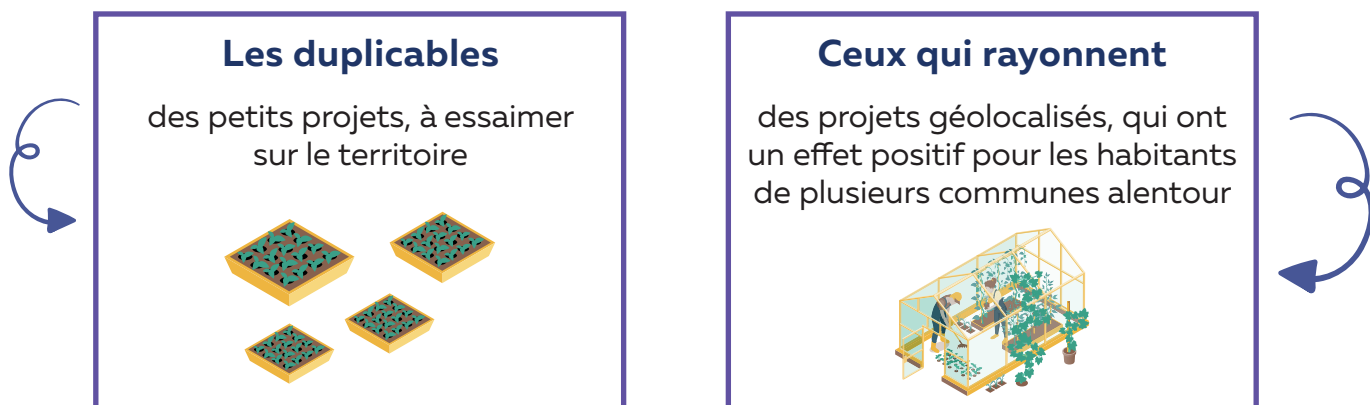 Les duplicables
des petits projets, à essaimer
sur le territoire
Ceux qui rayonnent
des projets géolocalisés, qui ont
un effet positif pour les habitants
de plusieurs communes alentour